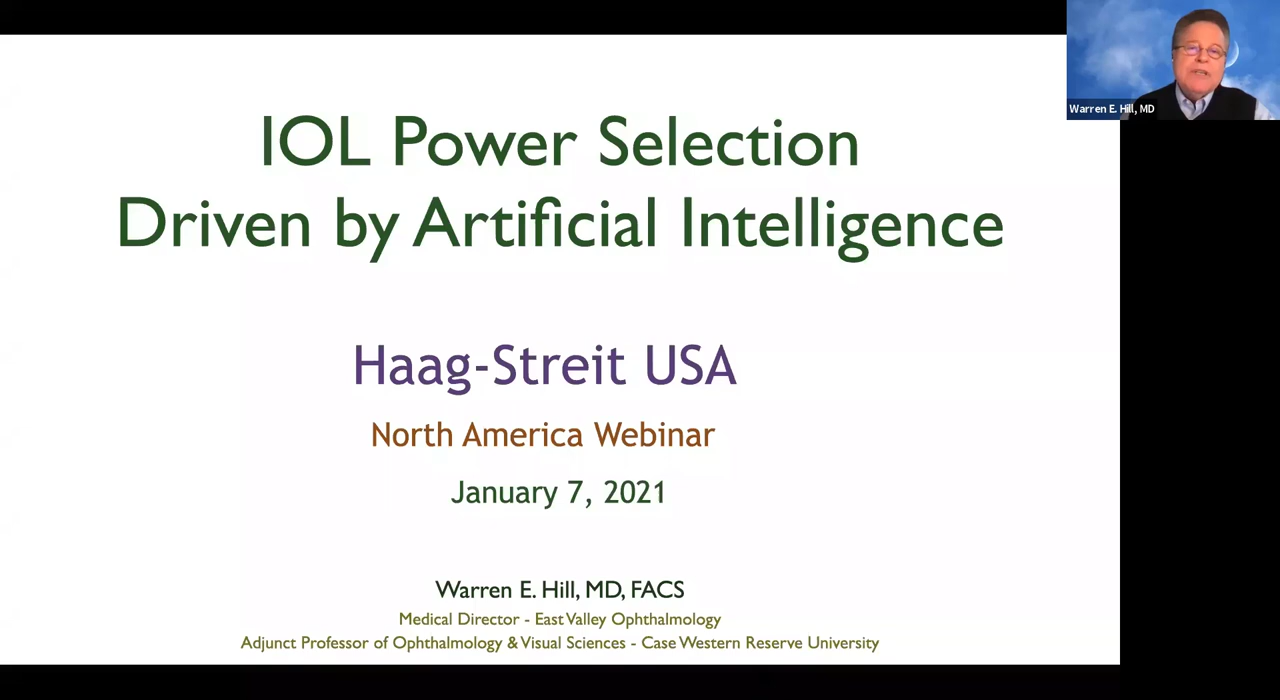 IOL Power Selection
Driven by Artificial Intelligence
Haag-Streit USA
North America Webinar
January 7, 2021
Warren E. Hill, MD, FACS
Medical Director - East Valley Ophthalmology
Adjunct Professor of Ophthalmology & Visual Sciences - Case Western Reserve University
Warren E. Hill, MD